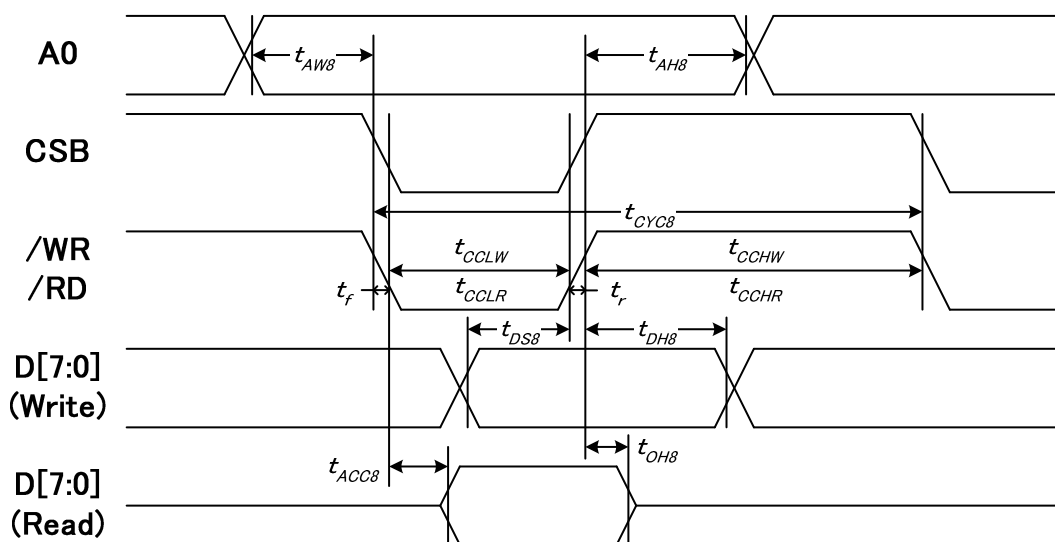 A0
t_AW8
t_AH8
CSB
t_CYC8
/WR
/RD
t_CCLW
t_CCHW
t_f
t_CCLR
t_r
t_CCHR
t_DS8
t_DH8
D[7:0]
(Write)
t_ACC8
t_OH8
D[7:0]
(Read)